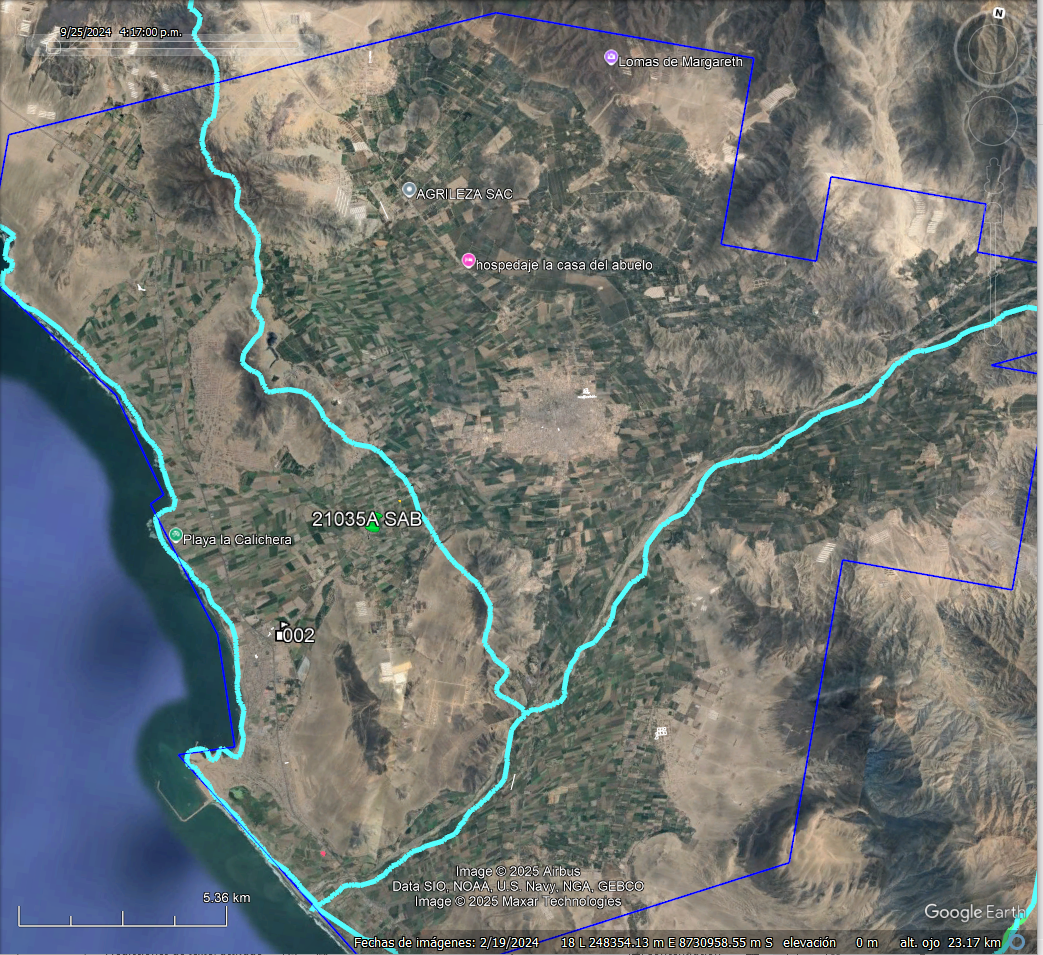 N
9/25/2024 4:17:00 p.m.
Lomas de Margareth
AGRILEZA SAC
hospedaje la casa del abuelo
21035A SAB
Playa la Calichera
002
Image © 2025 Airbus
Data SIO, NOAA, U.S. Navy, NGA, GEBCO
Image © 2025 Maxar Technologies
5.36 km
Google Earth
Fechas de imágenes: 2/19/2024 18 L 248354.13 m E 8730958.55 m S elevación 0 m alt. ojo 23.17 km